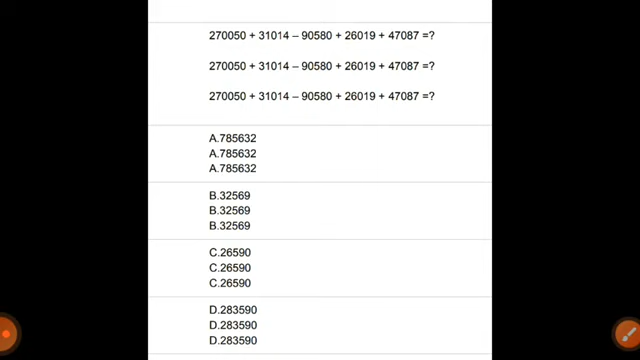 270050 + 31014 – 90580 + 26019 + 47087 =?
270050 + 31014 – 90580 + 26019 + 47087 =?
270050 + 31014 – 90580 + 26019 + 47087 =?
A.785632
A.785632
A.785632
B.32569
B.32569
B.32569
C.26590
C.26590
C.26590
D.283590
D.283590
D.283590